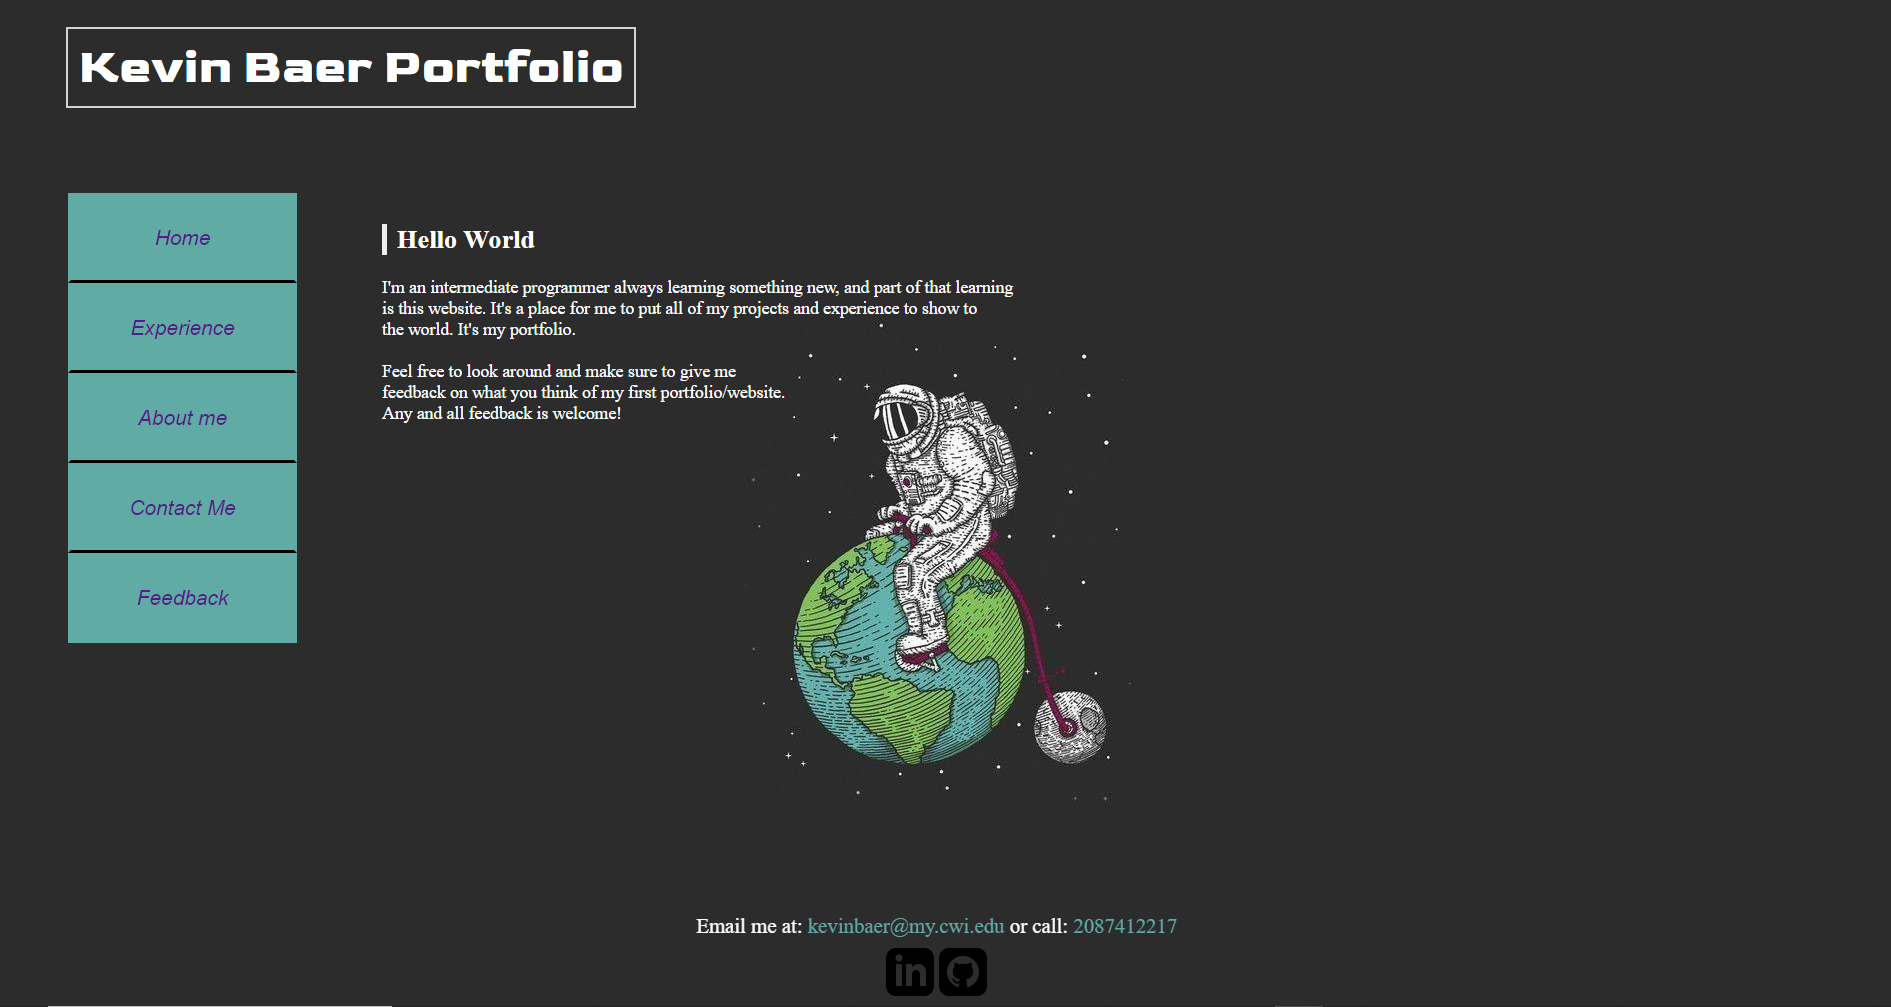 Kevin Baer Portfolio
Home
Experience
About me
Contact Me
Feedback
Hello World
I'm an intermediate programmer always learning something new, and part of that learning
is this website. It's a place for me to put all of my projects and experience to show to
the world. It's my portfolio.
Feel free to look around and make sure to give me
feedback on what you think of my first portfolio/website.
Any and all feedback is welcome!
Email me at: kevinbaer@my.cwi.edu or call: 2087412217
in